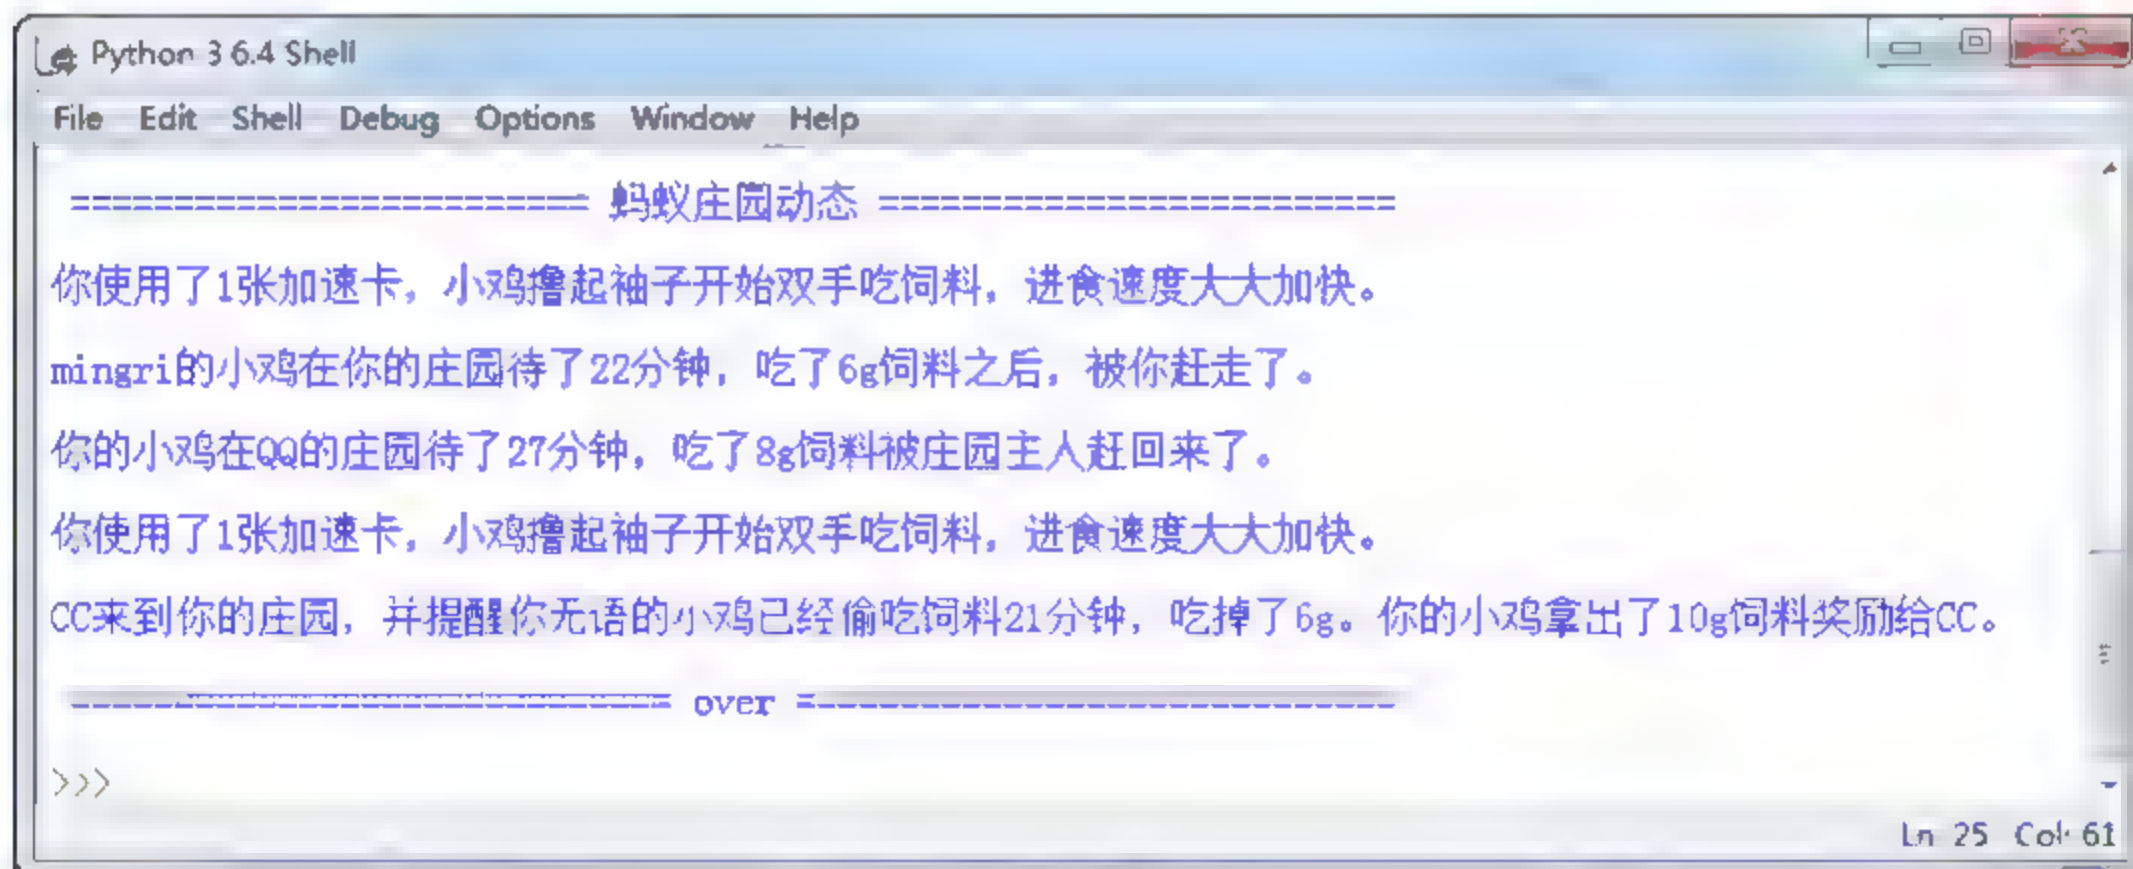 Python 3.6.4 Shell
File Edit Shell Debug Options Window Help
========================= 蚂蚁庄园动态 =========================
你使用了1张加速卡，小鸡撸起袖子开始双手吃饲料，进食速度大大加快。
mingri的小鸡在你的庄园待了22分钟，吃了6g饲料之后，被你赶走了。
你的小鸡在QQ的庄园待了27分钟，吃了8g饲料被庄园主人赶回来了。
你使用了1张加速卡，小鸡撸起袖子开始双手吃饲料，进食速度大大加快。
CC来到你的庄园，并提醒你无语的小鸡已经偷吃饲料21分钟，吃掉了6g。你的小鸡拿出了10g饲料奖励给CC。
============================= over =============================
>>>
Ln 25 Col: 61